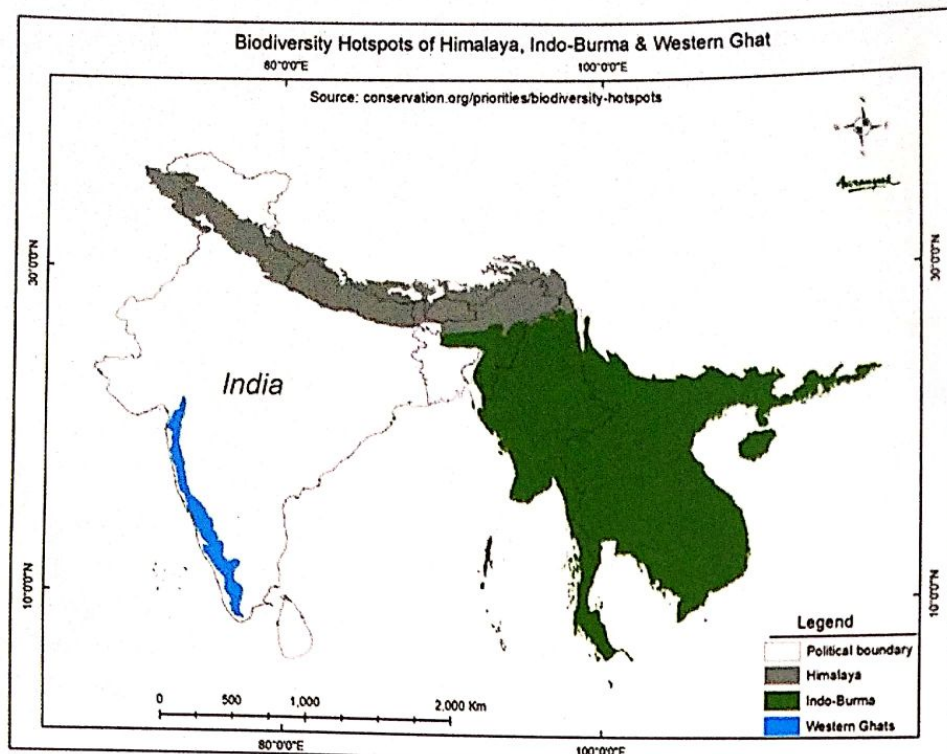 Biodiversity Hotspots of Himalaya, Indo-Burma & Western Ghat
80°0'0"E 100°0'0"E
Source: conservation.org/priorities/biodiversity-hotspots
30°0'0"N 30°0'0"N
India
10°0'0"N 10°0'0"N
Legend
Political boundary
Himalaya
Indo-Burma
Western Ghats
0 500 1,000 2,000 Km
80°0'0"E 100°0'0"E